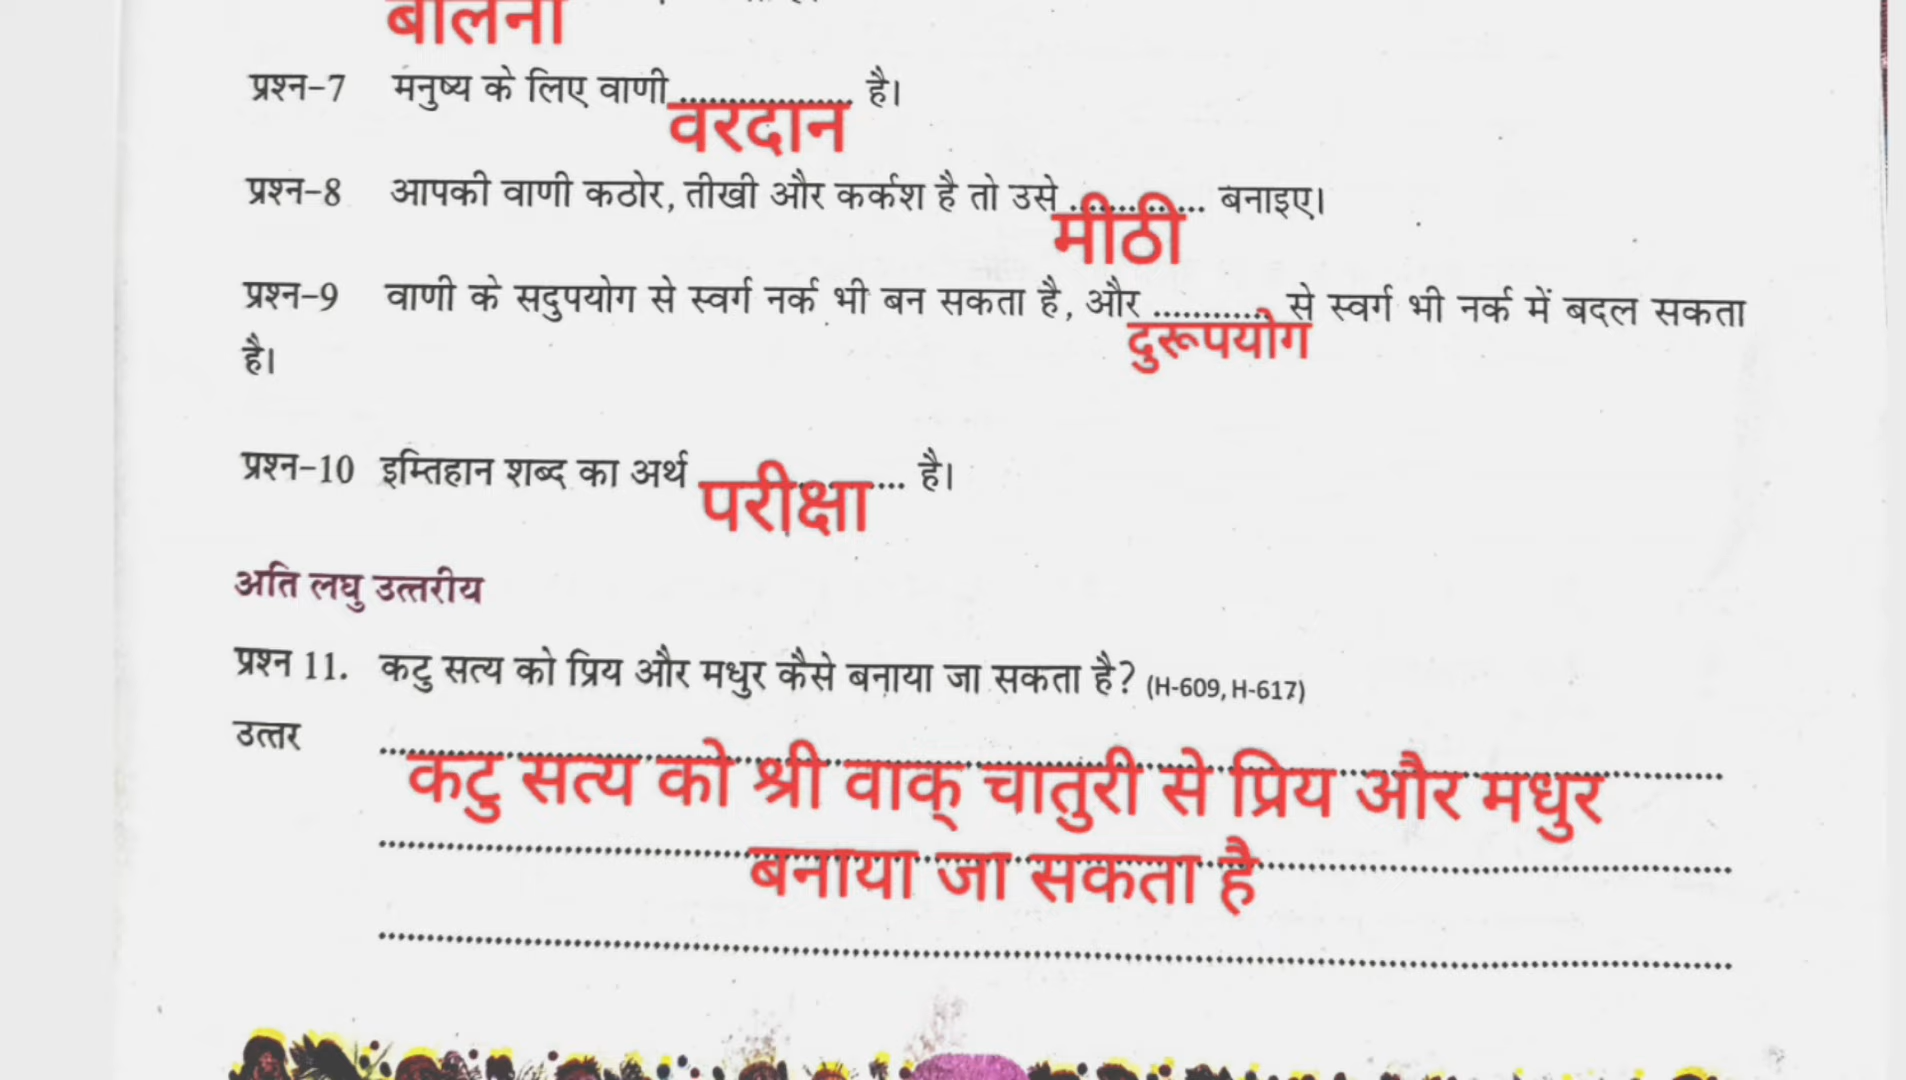 बोलना
प्रश्न-7 मनुष्य के लिए वाणी ................. है।
वरदान
प्रश्न-8 आपकी वाणी कठोर, तीखी और कर्कश है तो उसे .............. बनाइए।
मीठी
प्रश्न-9 वाणी के सदुपयोग से स्वर्ग नर्क भी बन सकता है, और ............ से स्वर्ग भी नर्क में बदल सकता
दुरूपयोग
है।
प्रश्न-10 इम्तिहान शब्द का अर्थ .............. है।
परीक्षा
अति लघु उत्तरीय
प्रश्न 11. कटु सत्य को प्रिय और मधुर कैसे बनाया जा सकता है? (H-609, H-617)
उत्तर
कटु सत्य को श्री वाक् चातुरी से प्रिय और मधुर
बनाया जा सकता है